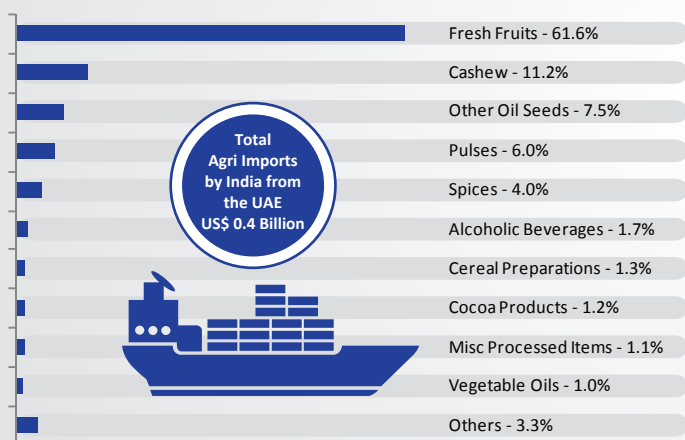 Fresh Fruits - 61.6%
Cashew - 11.2%
Other Oil Seeds - 7.5%
Pulses - 6.0%
Spices - 4.0%
Alcoholic Beverages - 1.7%
Cereal Preparations - 1.3%
Cocoa Products - 1.2%
Misc Processed Items - 1.1%
Vegetable Oils - 1.0%
Others - 3.3%
Total
Agri Imports
by India from
the UAE
US$ 0.4 Billion